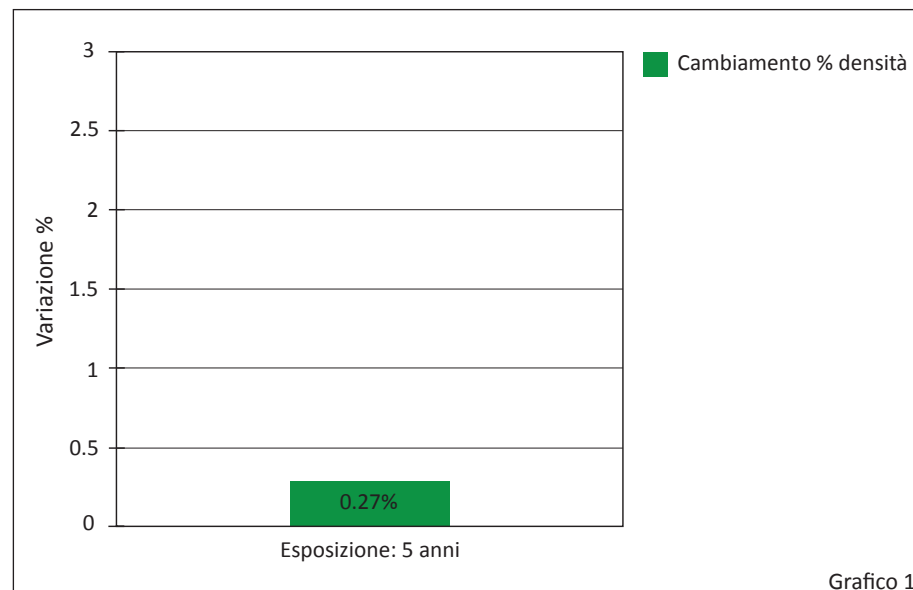 Cambiamento % densità
Variazione %
3
2.5
2
1.5
1
0.5
0
0.27%
Esposizione: 5 anni
Grafico 1